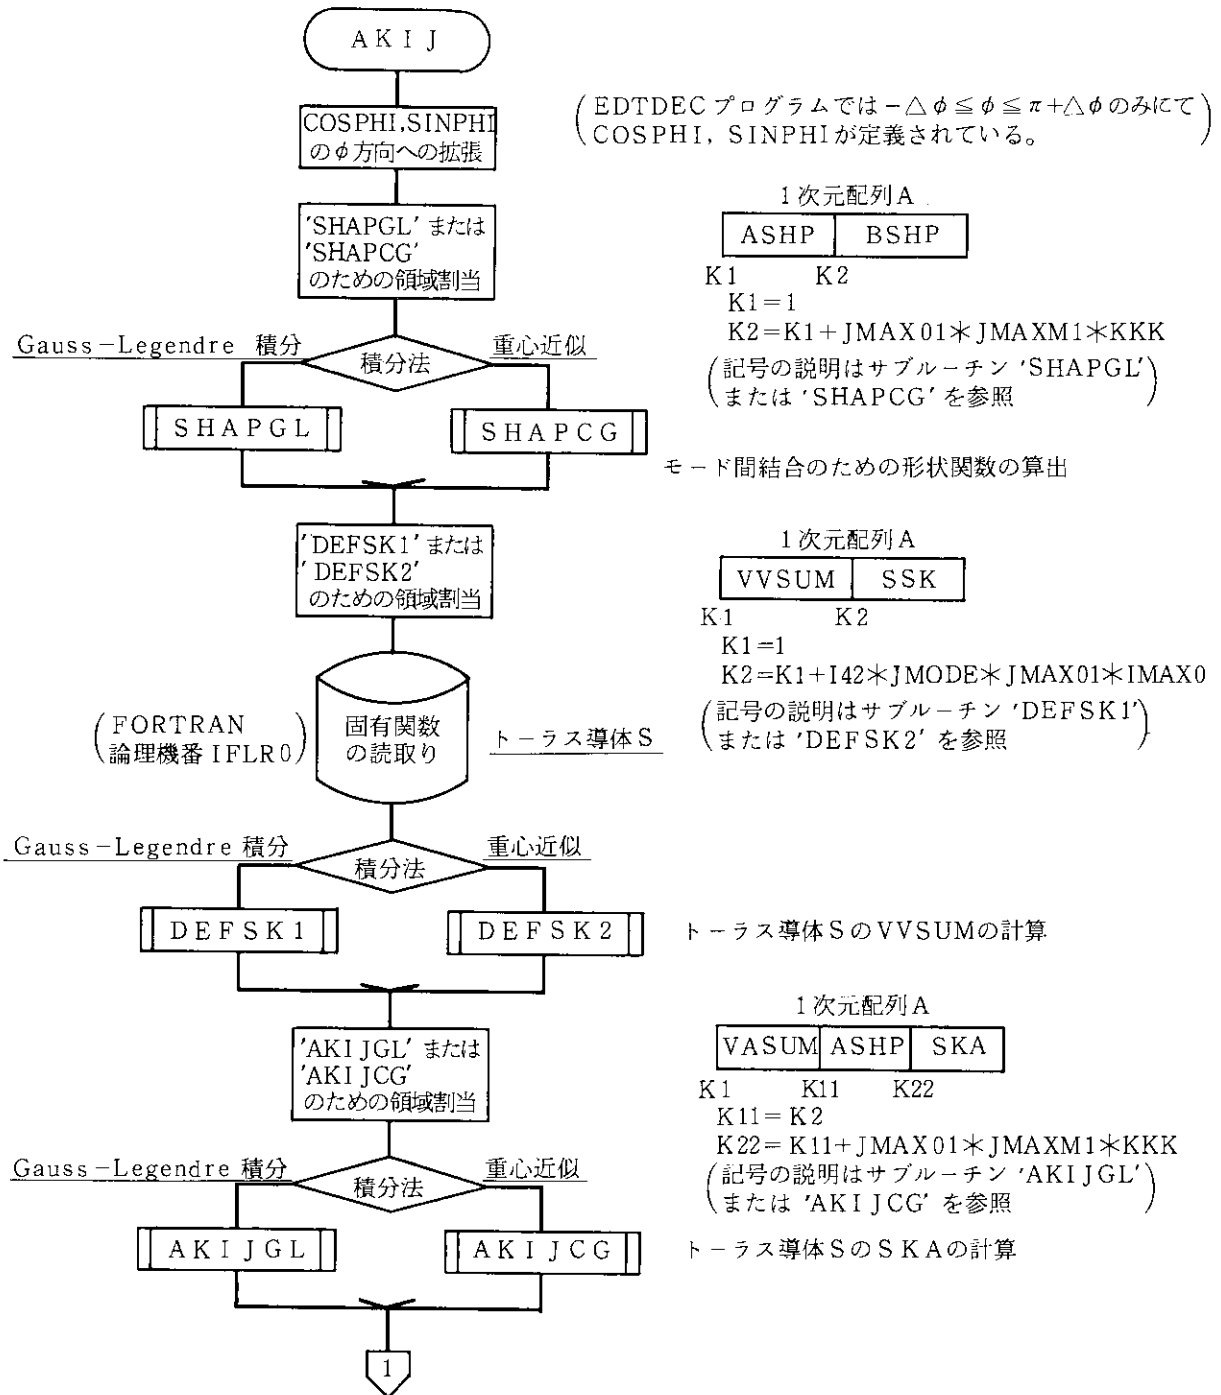 AKIJ
COSPHI,SINPHI
のφ方向への拡張
(EDTDECプログラムでは-△φ≦φ≦π+△φのみにて
COSPHI, SINPHIが定義されている。)
'SHAPGL' または
'SHAPCG'
のための領域割当
1次元配列A
ASHP BSHP
K1 K2
K1=1
K2=K1+JMAX01*JMAXM1*KKK
(記号の説明はサブルーチン 'SHAPGL'
または 'SHAPCG' を参照)
Gauss-Legendre 積分
積分法
重心近似
SHAPGL
SHAPCG
モード間結合のための形状関数の算出
'DEFSK1' または
'DEFSK2'
のための領域割当
1次元配列A
VVSUM SSK
K1 K2
K1=1
K2=K1+I42*JMODE*JMAX01*IMAX0
(記号の説明はサブルーチン 'DEFSK1'
または 'DEFSK2' を参照)
(FORTRAN
論理機番 IFLR0)
固有関数
の読取り
トーラス導体S
Gauss-Legendre 積分
積分法
重心近似
DEFSK1
DEFSK2
トーラス導体SのVVSUMの計算
'AKIJGL' または
'AKIJCG'
のための領域割当
1次元配列A
VASUM ASHP SKA
K1 K11 K22
K11=K2
K22=K11+JMAX01*JMAXM1*KKK
(記号の説明はサブルーチン 'AKIJGL'
または 'AKIJCG' を参照)
Gauss-Legendre 積分
積分法
重心近似
AKIJGL
AKIJCG
トーラス導体SのSKAの計算
1